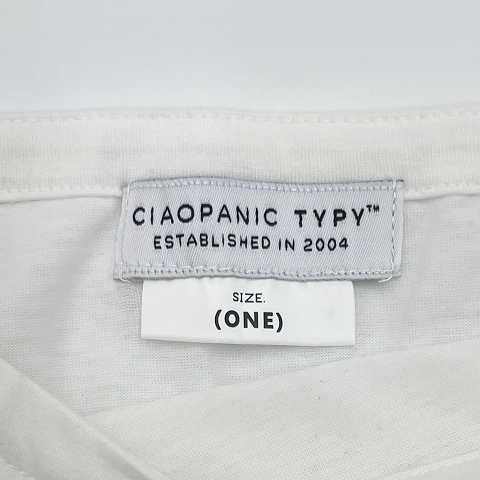 CIAOPANIC TYPY™
ESTABLISHED IN 2004
SIZE.
(ONE)